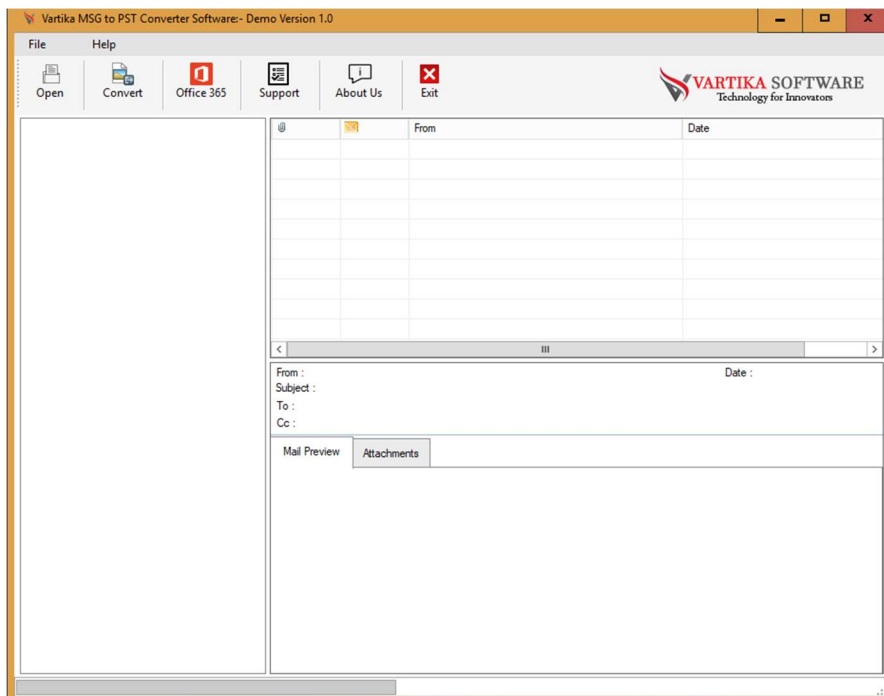 Vartika MSG to PST Converter Software:- Demo Version 1.0
File Help
Open Convert Office 365 Support About Us Exit
VARTIKA SOFTWARE
Technology for Innovators
From Date
From : Date :
Subject :
To :
Cc :
Mail Preview Attachments